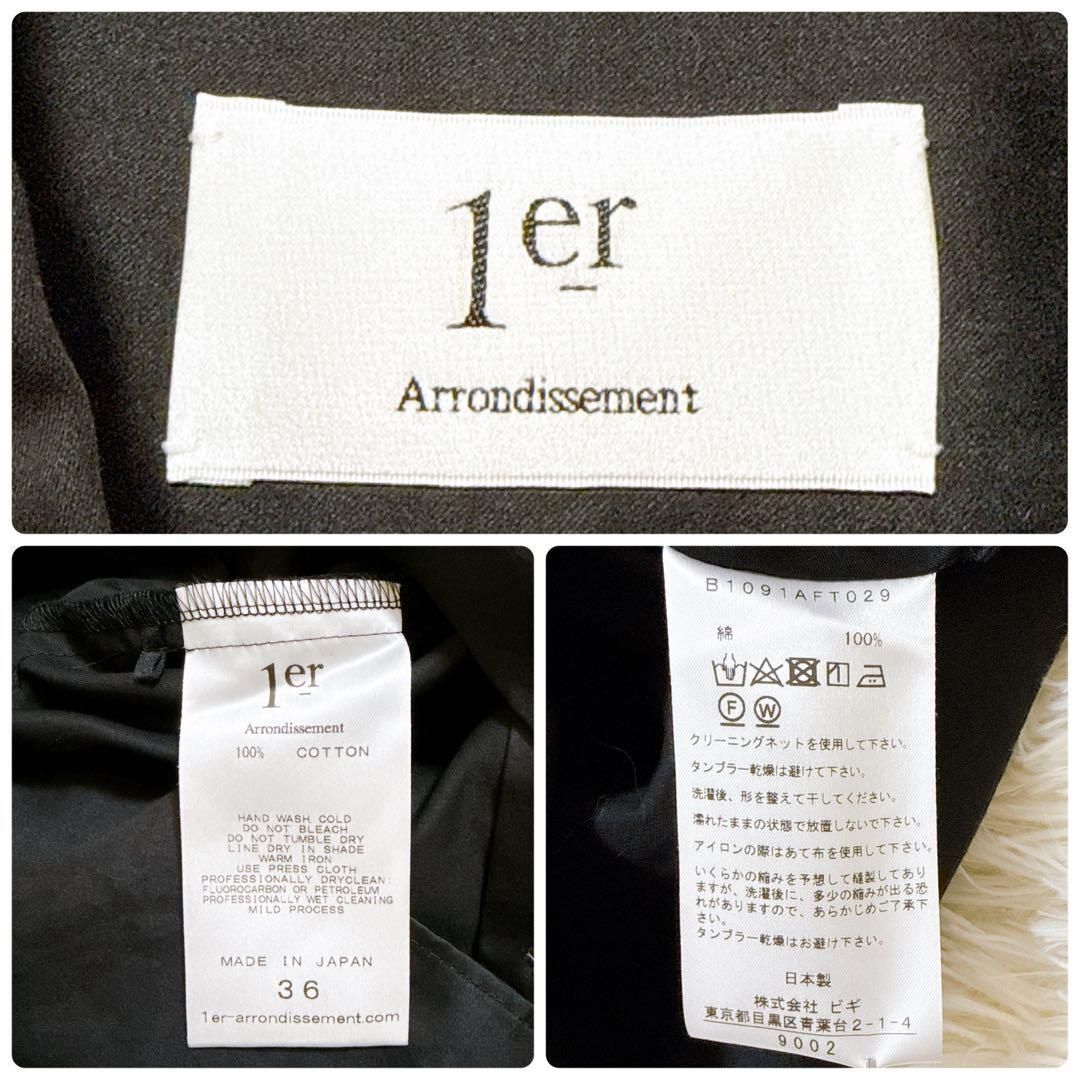 1er
Arrondissement
1er
Arrondissement
100% COTTON
HAND WASH COLD
DO NOT BLEACH
DO NOT TUMBLE DRY
LINE DRY IN SHADE
WARM IRON
USE PRESS CLOTH
PROFESSIONALLY DRYCLEAN:
FLUOROCARBON OR PETROLEUM
PROFESSIONALLY WET CLEANING
MILD PROCESS
MADE IN JAPAN
36
1er-arrondissement.com
B1091AFT029
綿 100%
F W
クリーニングネットを使用して下さい。
タンブラー乾燥は避けて下さい。
洗濯後、形を整えて干してください。
濡れたままの状態で放置しないで下さい。
アイロンの際はあて布を使用して下さい。
いくらかの縮みを予想して縫製してあり
ますが、洗濯後に、多少の縮みが出る恐
れがありますので、あらかじめご了承下
さい。
タンブラー乾燥はお避け下さい。
日本製
株式会社 ビギ
東京都目黒区青葉台2-1-4
9002